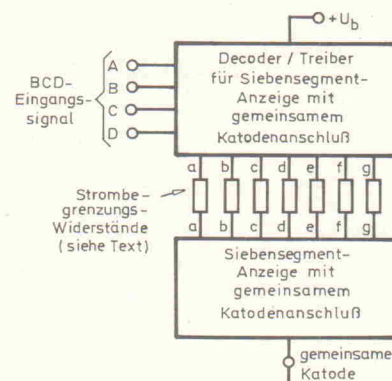 +U_b
A
B
C
D
BCD-
Eingangs-
signal
Decoder / Treiber
für Siebensegment-
Anzeige mit
gemeinsamem
Katodenanschluß
a b c d e f g
Strombe-
grenzungs-
Widerstände
(siehe Text)
a b c d e f g
Siebensegment-
Anzeige mit
gemeinsamem
Katodenanschluß
gemeinsame
Katode